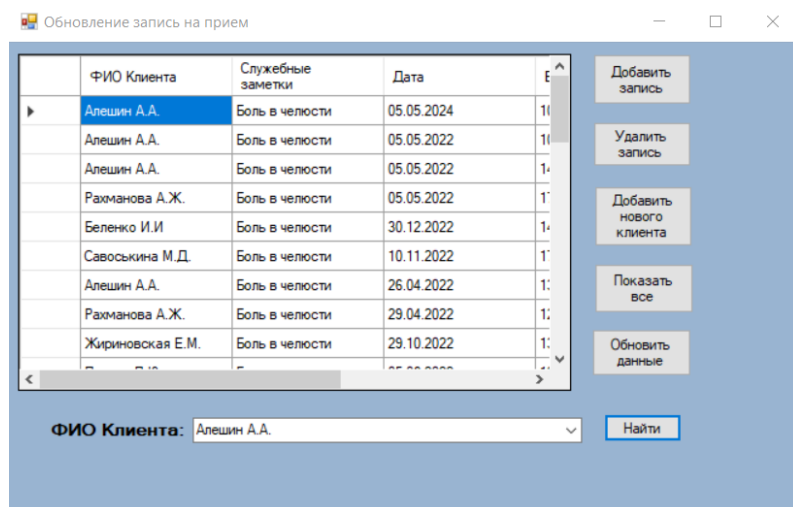 Обновление запись на прием
ФИО Клиента Служебные заметки Дата
Алешин А.А. Боль в челюсти 05.05.2024
Алешин А.А. Боль в челюсти 05.05.2022
Алешин А.А. Боль в челюсти 05.05.2022
Рахманова А.Ж. Боль в челюсти 05.05.2022
Беленко И.И Боль в челюсти 30.12.2022
Савоськина М.Д. Боль в челюсти 10.11.2022
Алешин А.А. Боль в челюсти 26.04.2022
Рахманова А.Ж. Боль в челюсти 29.04.2022
Жириновская Е.М. Боль в челюсти 29.10.2022
Добавить
запись
Удалить
запись
Добавить
нового
клиента
Показать
все
Обновить
данные
ФИО Клиента: Алешин А.А. Найти